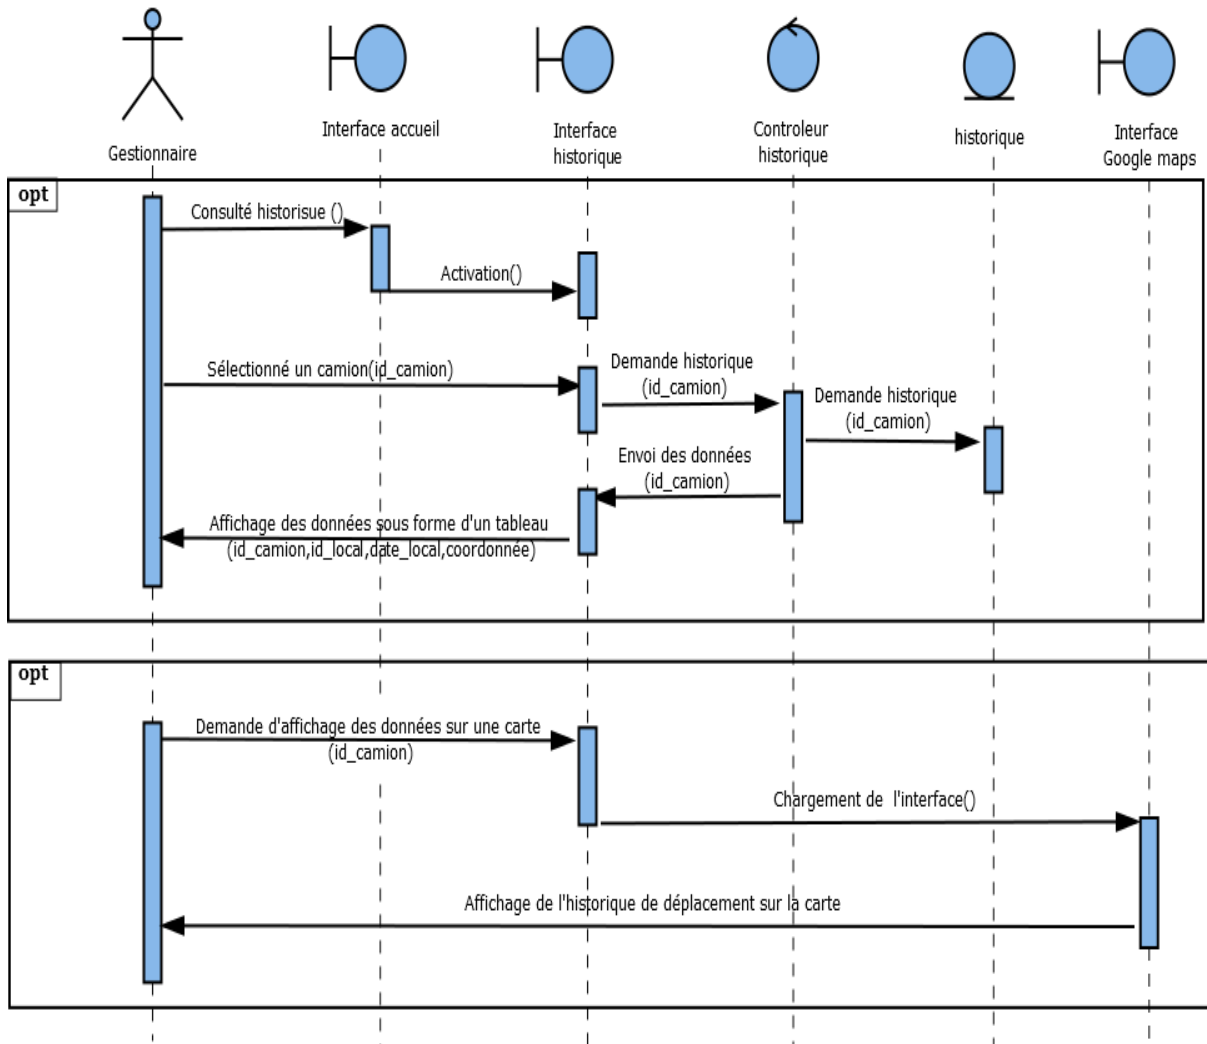 Gestionnaire
Interface accueil
Interface
historique
Controleur
historique
historique
Interface
Google maps
opt
Consulté historisue ()
Activation()
Sélectionné un camion(id_camion)
Demande historique
(id_camion)
Demande historique
(id_camion)
Envoi des données
(id_camion)
Affichage des données sous forme d'un tableau
(id_camion,id_local,date_local,coordonnée)
opt
Demande d'affichage des données sur une carte
(id_camion)
Chargement de l'interface()
Affichage de l'historique de déplacement sur la carte